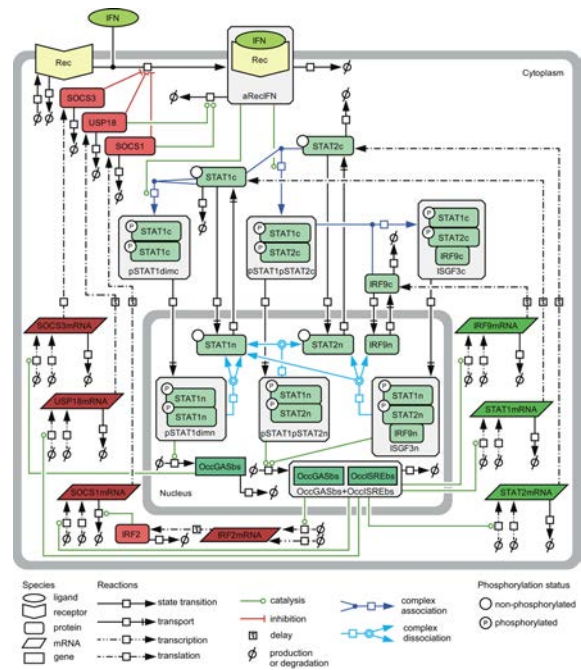 IFN
IFN
Rec
Rec
Cytoplasm
aRecIFN
SOCS3
USP18
SOCS1
STAT2c
STAT1c
P
STAT1c
P
STAT1c
pSTAT1dimc
P
STAT1c
P
STAT2c
pSTAT1pSTAT2c
P
STAT1c
P
STAT2c
IRF9c
ISGF3c
IRF9c
SOCS3mRNA
IRF9mRNA
STAT1n
STAT2n
IRF9n
USP18mRNA
STAT1mRNA
P
STAT1n
P
STAT1n
pSTAT1dimn
P
STAT1n
P
STAT2n
pSTAT1pSTAT2n
P
STAT1n
P
STAT2n
IRF9n
ISGF3n
OccGASbs
OccGASbs
OccISREbs
OccGASbs+OccISREbs
Nucleus
SOCS1mRNA
STAT2mRNA
IRF2
IRF2mRNA
Species
ligand
receptor
protein
mRNA
gene
Reactions
state transition
transport
transcription
translation
catalysis
inhibition
delay
production
or degradation
complex
association
complex
dissociation
Phosphorylation status
non-phosphorylated
P
phosphorylated